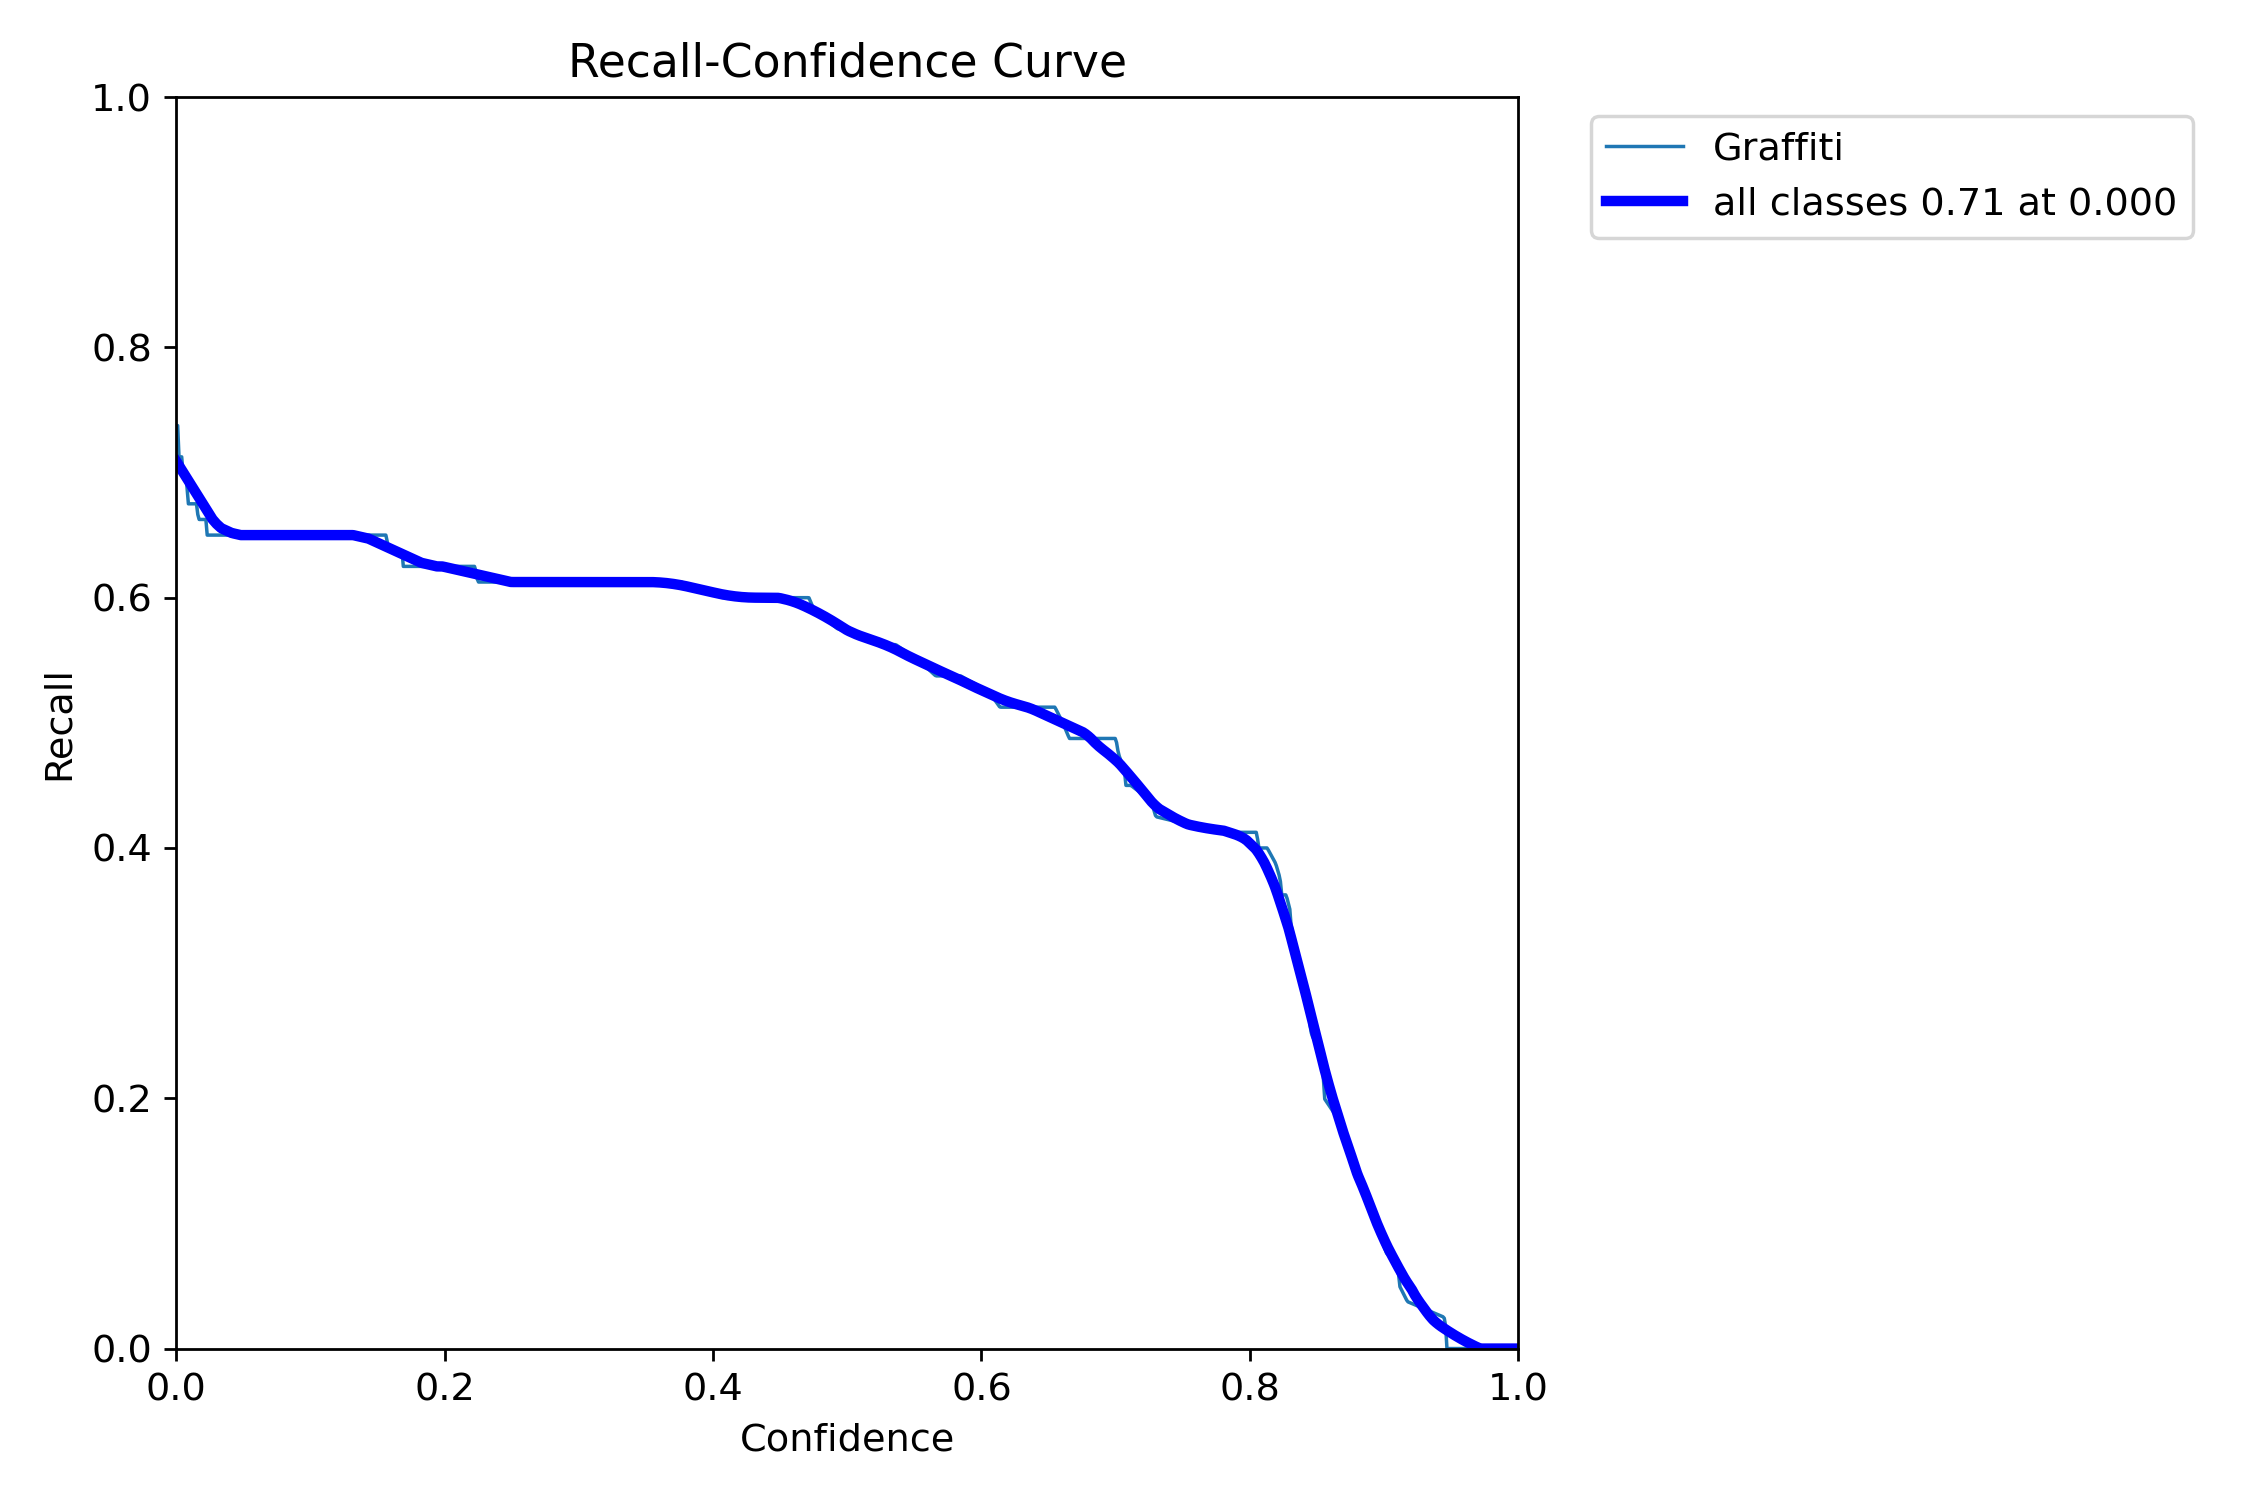 Recall-Confidence Curve
1.0
0.8
0.6
0.4
0.2
0.0
Recall
0.0 0.2 0.4 0.6 0.8 1.0
Confidence
Graffiti
all classes 0.71 at 0.000